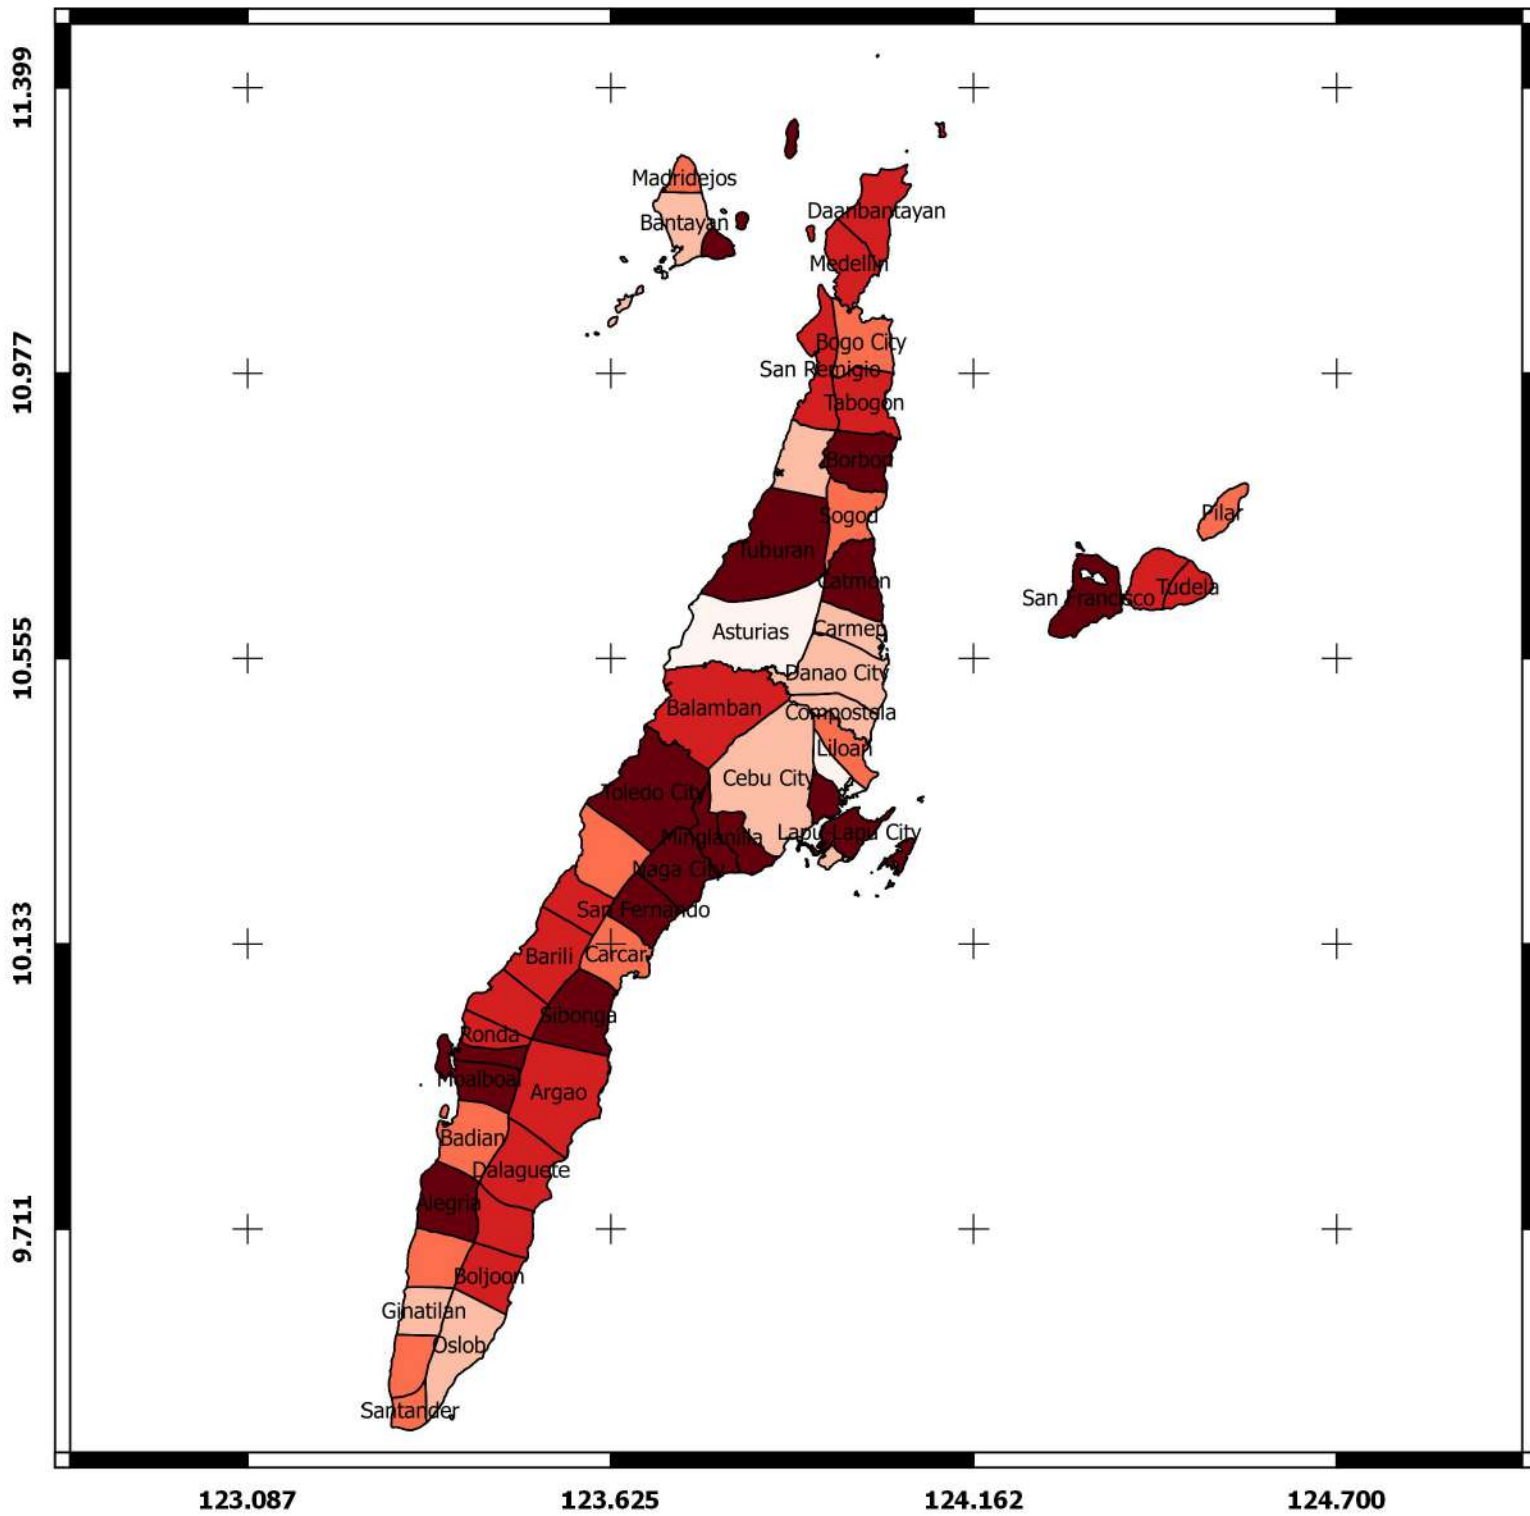 11.399
Madridejos
Daanbantayan
Bantayan
Medellin
Bogo City
10.977
San Remigio
Tabogon
Borbon
Pilar
Sogod
Tuburan
Catmon
Tudela
San Francisco
Carmen
Asturias
10.555
Danao City
Balamban
Compostela
Liloan
Cebu City
Toledo City
Lapu-Lapu City
Minglanilla
Naga City
San Fernando
10.133
Carcar
Barili
Sibonga
Ronda
Moalboal
Argao
Badian
Dalaguete
Alegria
9.711
Boljoon
Ginatilan
Oslob
Santander
123.087 123.625 124.162 124.700